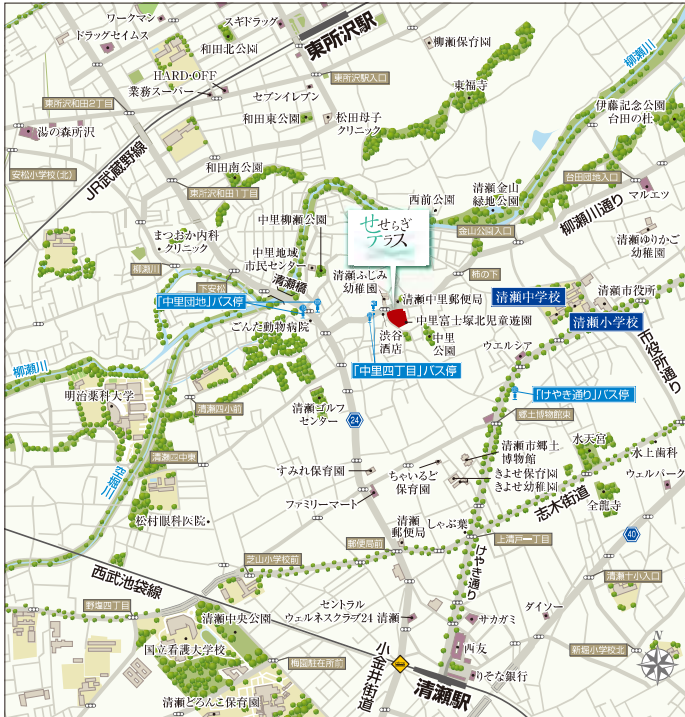 ワークマン
スギドラッグ
ドラッグセイムス
和田北公園
東所沢駅
柳瀬保育園
柳瀬川
HARD・OFF
業務スーパー
東所沢駅入口
セブンイレブン
東福寺
東所沢和田2丁目
和田東公園
松田母子
クリニック
伊藤記念公園
台田の杜
湯の森所沢
JR武蔵野線
和田南公園
安松小学校(北)
台田団地入口
東所沢和田1丁目
マルエツ
西前公園
清瀬金山
緑地公園
柳瀬川通り
中里柳瀬公園
せせらぎ
テラス
金山公園入口
清瀬ゆりかご
幼稚園
まつおか内科
クリニック
中里地域
市民センター
柳瀬川
清瀬橋
清瀬ふじみ
幼稚園
柿の下
下安松
清瀬中学校
清瀬市役所
「中里団地」バス停
清瀬中里郵便局
中里富士塚北児童遊園
清瀬小学校
ごんだ動物病院
渋谷
酒店
中里
公園
市役所通り
ウエルシア
柳瀬川
「中里四丁目」バス停
明治薬科大学
「けやき通り」バス停
清瀬四小前
清瀬ゴルフ
センター
24
郷土博物館東
清瀬市郷土
博物館
水天宮
清瀬二中東
水上歯科
すみれ保育園
ちゃいるど
保育園
きよせ保育園
きよせ幼稚園
ウェルパーク
空堀川
ファミリーマート
志木街道
全龍寺
松村眼科医院
清瀬
郵便局
しゃぶ葉
上清戸一丁目
40
郵便局前
芝山小学校前
けやき通り
西武池袋線
清瀬十小入口
野塩四丁目
セントラル
ウェルネスクラブ24 清瀬
ダイソー
清瀬中央公園
サカガミ
国立看護大学校
小金井街道
西友
新堀小学校北
N
梅園駐在所前
清瀬駅
りそな銀行
清瀬どろんこ保育園